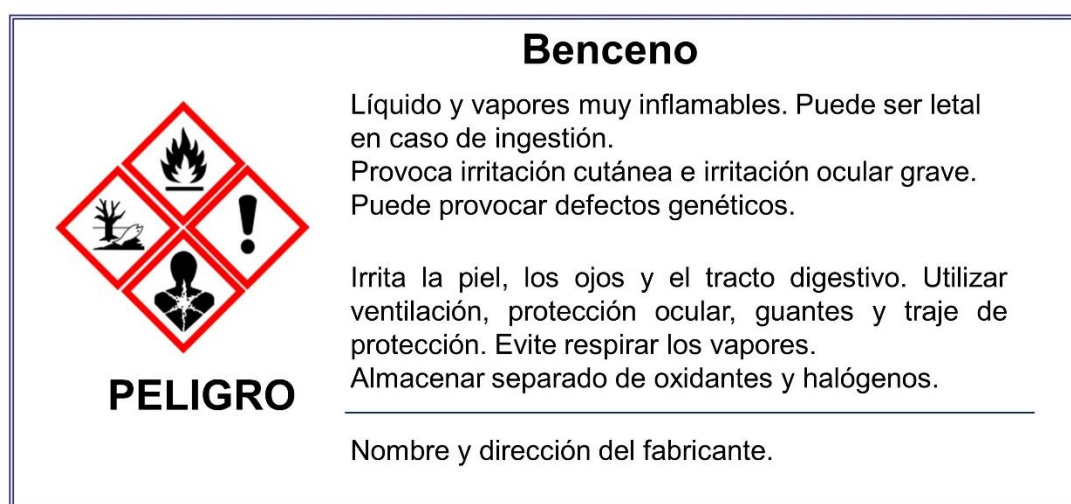 Benceno
Líquido y vapores muy inflamables. Puede ser letal
en caso de ingestión.
Provoca irritación cutánea e irritación ocular grave.
Puede provocar defectos genéticos.
Irrita la piel, los ojos y el tracto digestivo. Utilizar
ventilación, protección ocular, guantes y traje de
protección. Evite respirar los vapores.
Almacenar separado de oxidantes y halógenos.
PELIGRO
Nombre y dirección del fabricante.